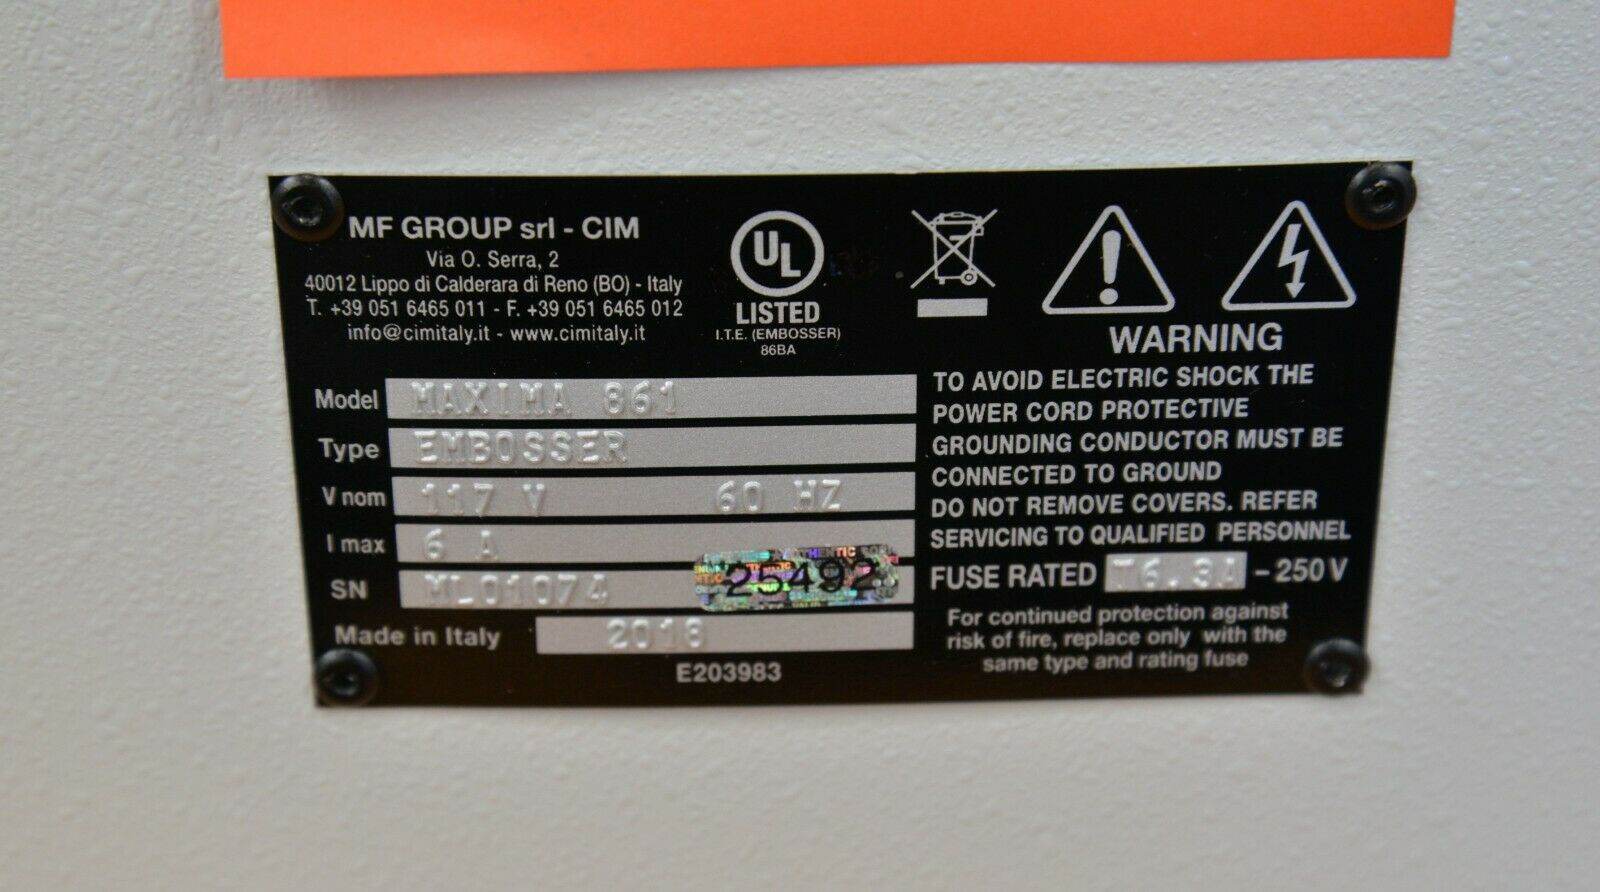 MF GROUP srl - CIM
Via O. Serra, 2
40012 Lippo di Calderara di Reno (BO) - Italy
T. +39 051 6465 011 - F. +39 051 6465 012
info@cimitaly.it - www.cimitaly.it
UL
LISTED
I.T.E. (EMBOSSER)
86BA
Model MAXIMA 861
Type EMBOSSER
V nom 117 V 60 HZ
I max 6 A
SN ML01074
25492
Made in Italy 2018
E203983
WARNING
TO AVOID ELECTRIC SHOCK THE
POWER CORD PROTECTIVE
GROUNDING CONDUCTOR MUST BE
CONNECTED TO GROUND
DO NOT REMOVE COVERS. REFER
SERVICING TO QUALIFIED PERSONNEL
FUSE RATED T6.3A - 250 V
For continued protection against
risk of fire, replace only with the
same type and rating fuse